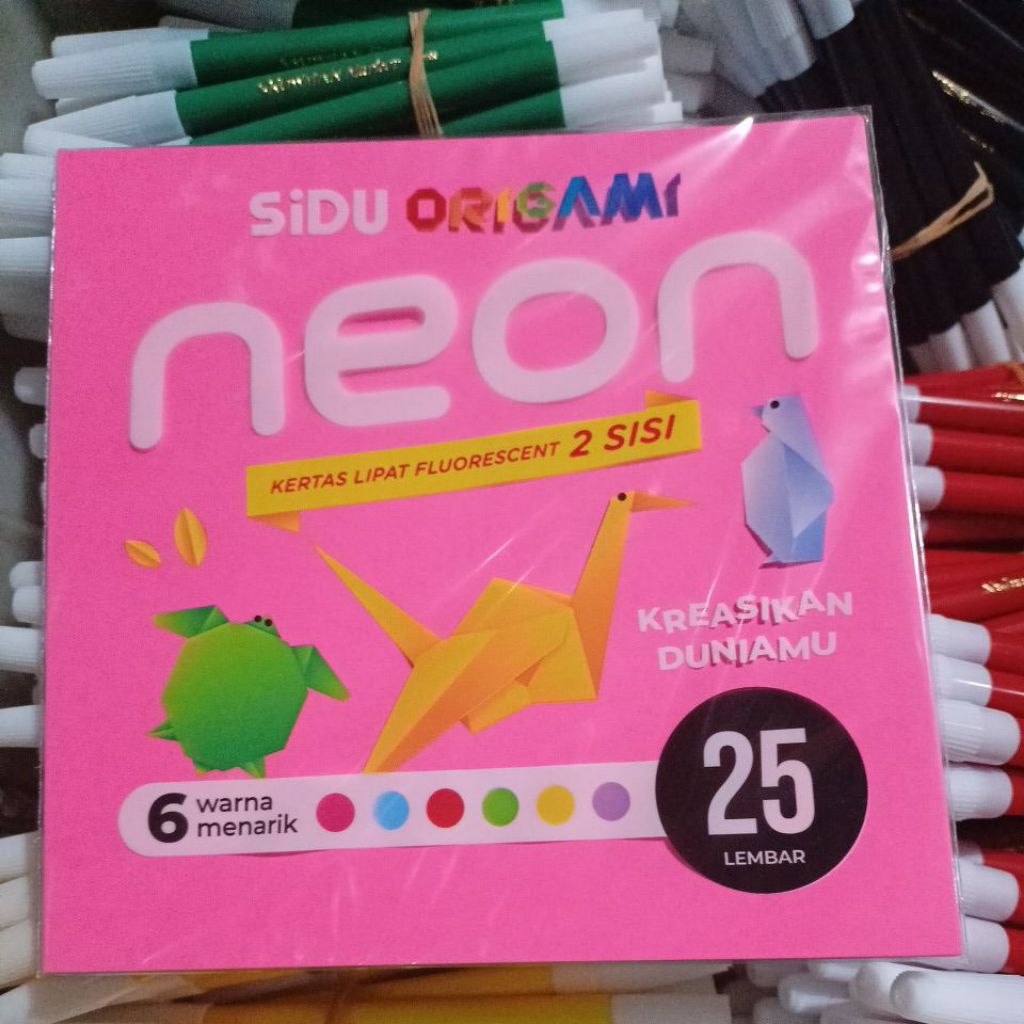 SiDU ORIGAMI
neon
KERTAS LIPAT FLUORESCENT 2 SISI
KREASIKAN
DUNIAMU
6 warna
menarik
25
LEMBAR